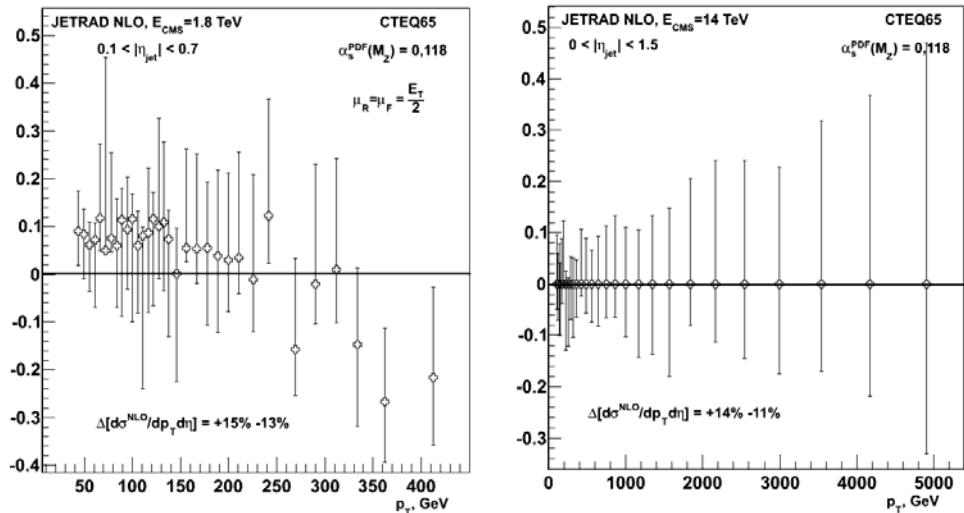 JETRAD NLO, E_CMS=1.8 TeV CTEQ65
0.1 < |η_jet| < 0.7
α_s^PDF(M_Z) = 0,118
μ_R=μ_F = E_T/2
0.5
0.4
0.3
0.2
0.1
0
-0.1
-0.2
-0.3
-0.4
Δ[dσ^NLO/dp_T dη] = +15% -13%
50 100 150 200 250 300 350 400
p_T, GeV
JETRAD NLO, E_CMS=14 TeV CTEQ65
0 < |η_jet| < 1.5
α_s^PDF(M_Z) = 0,118
0.5
0.4
0.3
0.2
0.1
0
-0.1
-0.2
-0.3
Δ[dσ^NLO/dp_T dη] = +14% -11%
0 1000 2000 3000 4000 5000
p_T, GeV